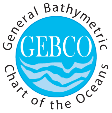 General Bathymetric
GEBCO
Chart of the Oceans